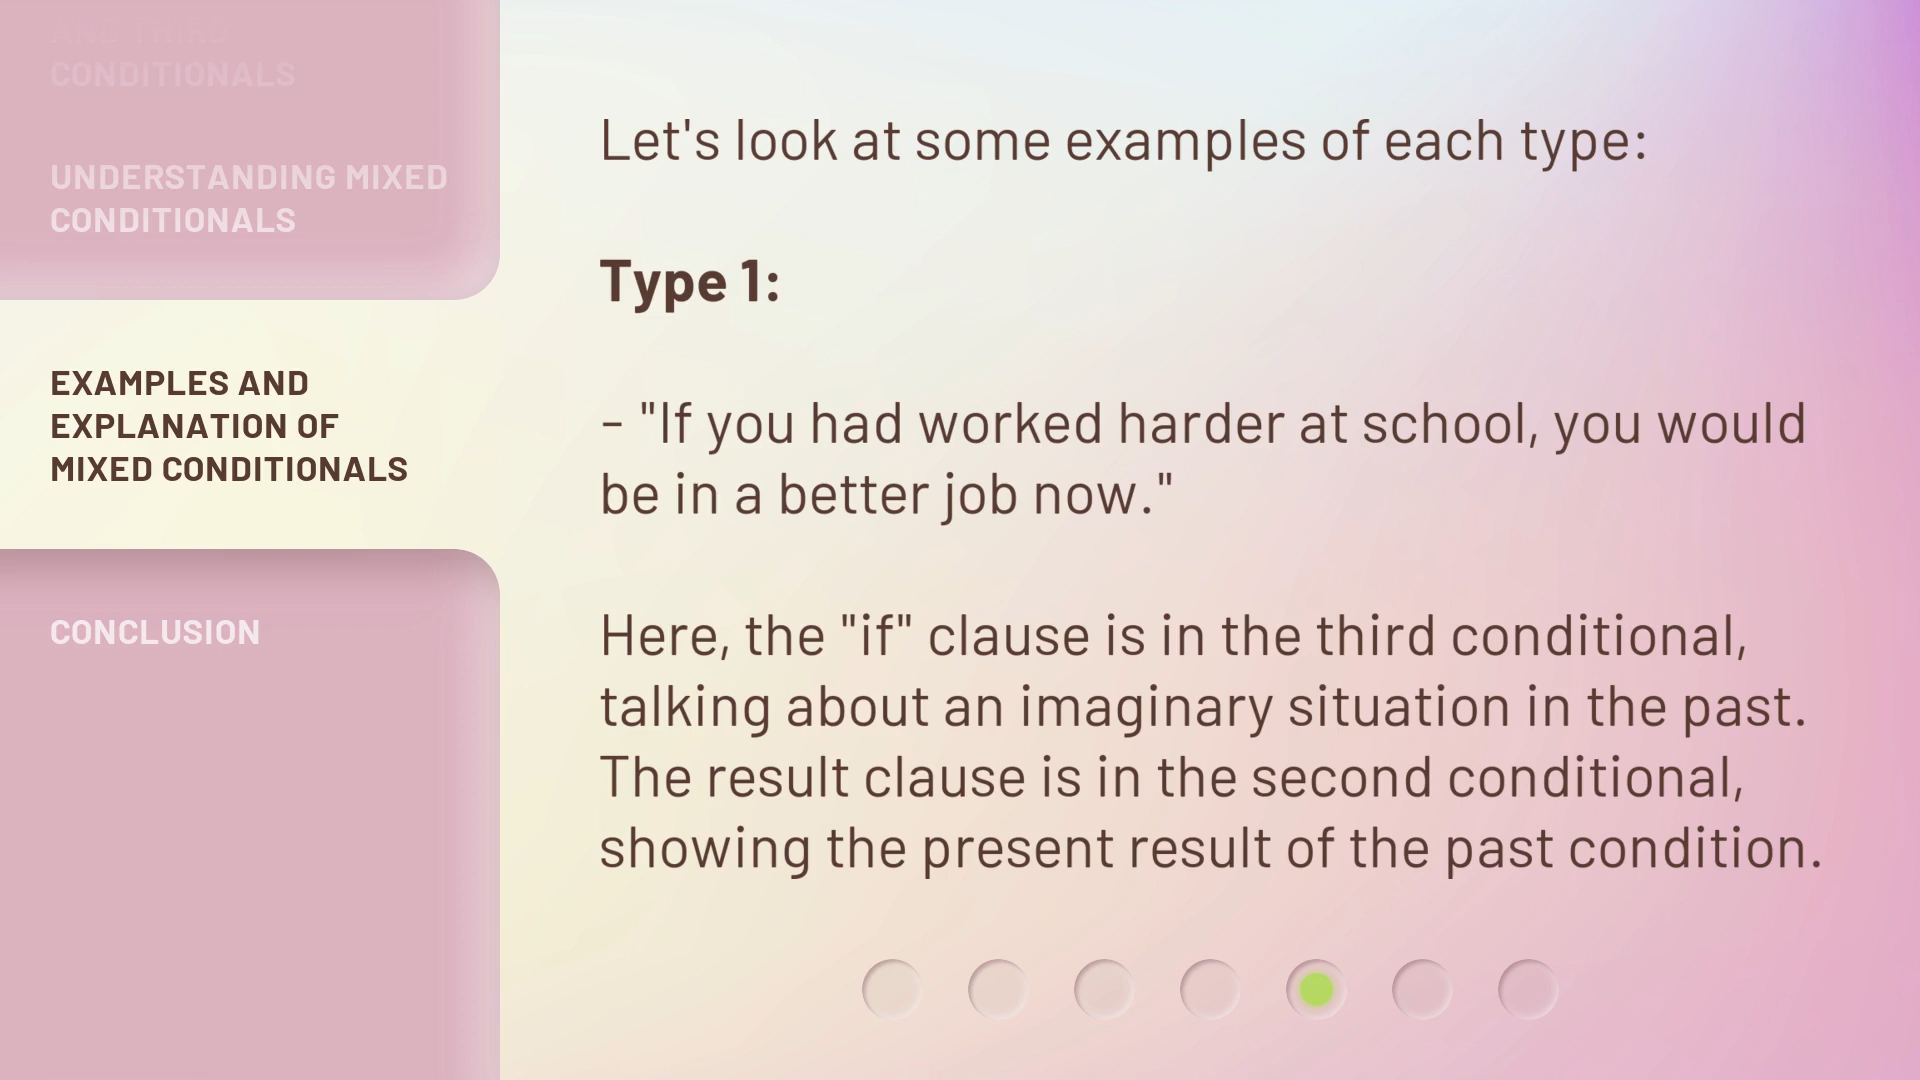 AND THIRD
CONDITIONALS
UNDERSTANDING MIXED
CONDITIONALS
EXAMPLES AND
EXPLANATION OF
MIXED CONDITIONALS
CONCLUSION
Let's look at some examples of each type:
Type 1:
- "If you had worked harder at school, you would
be in a better job now."
Here, the "if" clause is in the third conditional,
talking about an imaginary situation in the past.
The result clause is in the second conditional,
showing the present result of the past condition.